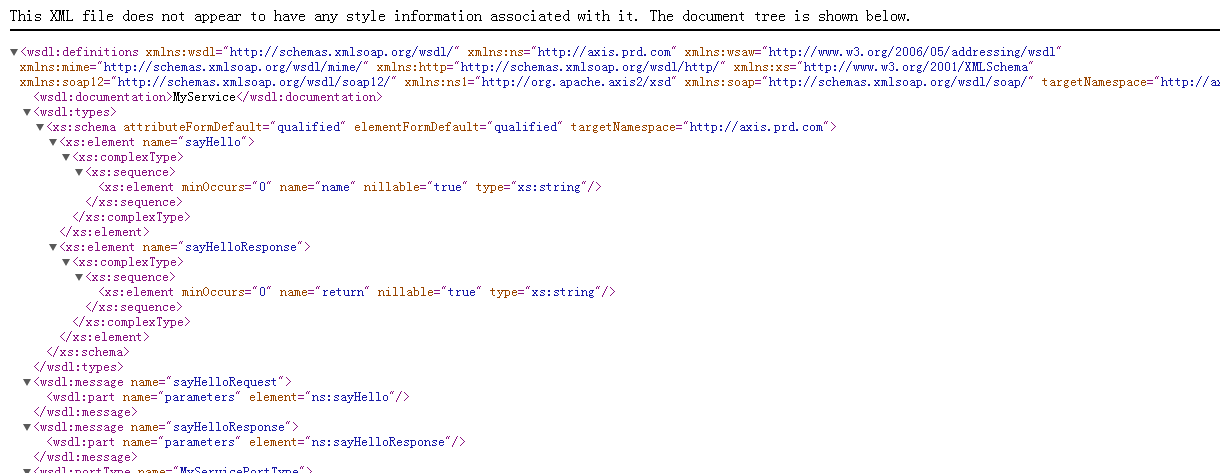 This XML file does not appear to have any style information associated with it. The document tree is shown below.
▼<wsdl:definitions xmlns:wsdl="http://schemas.xmlsoap.org/wsdl/" xmlns:ns="http://axis.prd.com" xmlns:wsaw="http://www.w3.org/2006/05/addressing/wsdl"
xmlns:mime="http://schemas.xmlsoap.org/wsdl/mime/" xmlns:http="http://schemas.xmlsoap.org/wsdl/http/" xmlns:xs="http://www.w3.org/2001/XMLSchema"
xmlns:soap12="http://schemas.xmlsoap.org/wsdl/soap12/" xmlns:ns1="http://org.apache.axis2/xsd" xmlns:soap="http://schemas.xmlsoap.org/wsdl/soap/" targetNamespace="http://ax
<wsdl:documentation>MyService</wsdl:documentation>
▼<wsdl:types>
▼<xs:schema attributeFormDefault="qualified" elementFormDefault="qualified" targetNamespace="http://axis.prd.com">
▼<xs:element name="sayHello">
▼<xs:complexType>
▼<xs:sequence>
<xs:element minOccurs="0" name="name" nillable="true" type="xs:string"/>
</xs:sequence>
</xs:complexType>
</xs:element>
▼<xs:element name="sayHelloResponse">
▼<xs:complexType>
▼<xs:sequence>
<xs:element minOccurs="0" name="return" nillable="true" type="xs:string"/>
</xs:sequence>
</xs:complexType>
</xs:element>
</xs:schema>
</wsdl:types>
▼<wsdl:message name="sayHelloRequest">
<wsdl:part name="parameters" element="ns:sayHello"/>
</wsdl:message>
▼<wsdl:message name="sayHelloResponse">
<wsdl:part name="parameters" element="ns:sayHelloResponse"/>
</wsdl:message>
▼<wsdl:portType name="MyServicePortType">